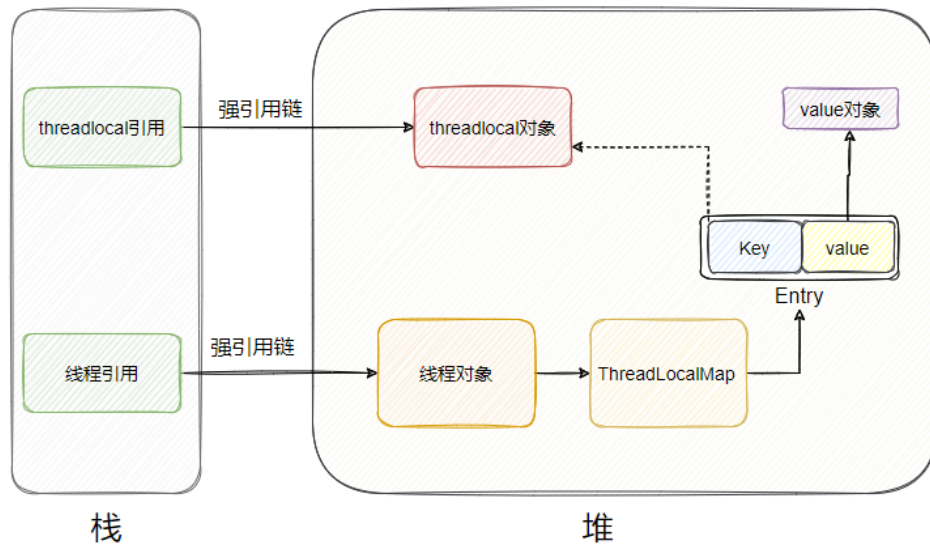 threadlocal引用
强引用链
threadlocal对象
value对象
Key
value
Entry
线程引用
强引用链
线程对象
ThreadLocalMap
栈
堆